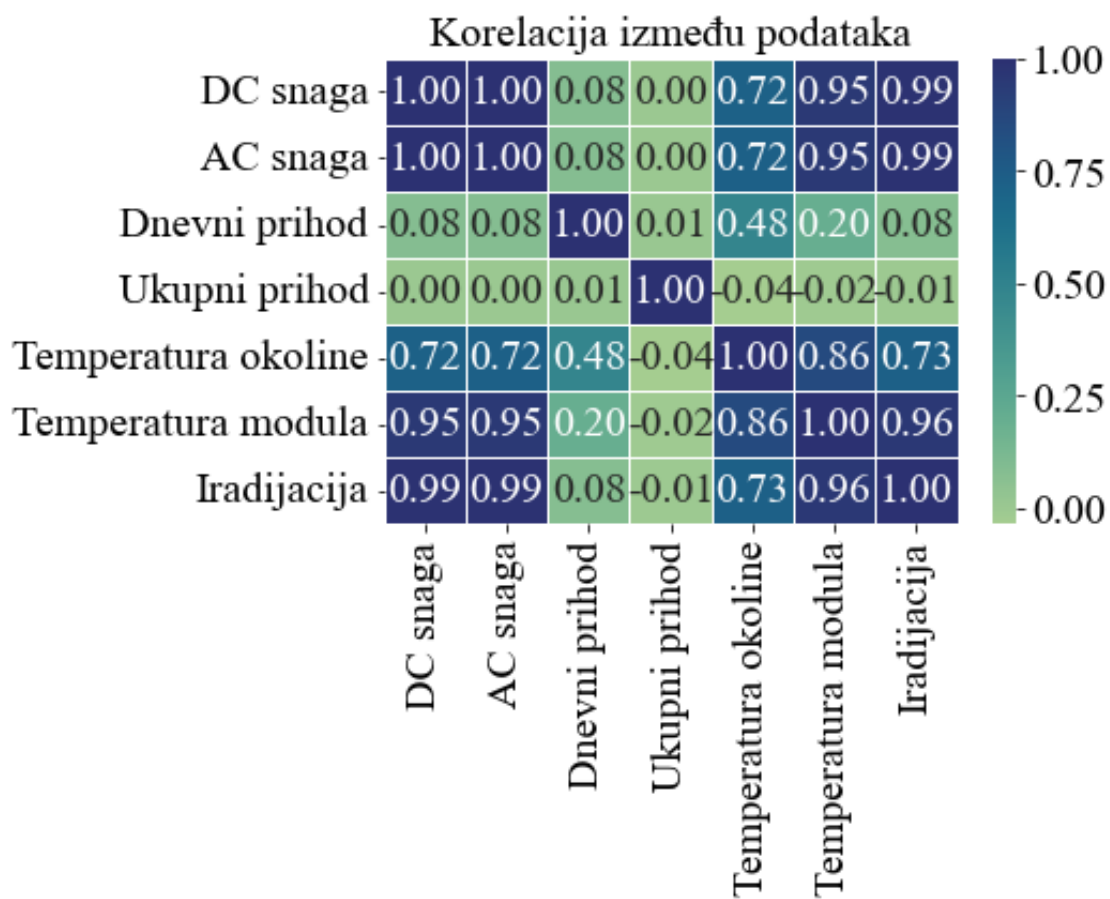 Korelacija između podataka
DC snaga 1.00 1.00 0.08 0.00 0.72 0.95 0.99
AC snaga 1.00 1.00 0.08 0.00 0.72 0.95 0.99
Dnevni prihod 0.08 0.08 1.00 0.01 0.48 0.20 0.08
Ukupni prihod 0.00 0.00 0.01 1.00 -0.04 -0.02 -0.01
Temperatura okoline 0.72 0.72 0.48 -0.04 1.00 0.86 0.73
Temperatura modula 0.95 0.95 0.20 -0.02 0.86 1.00 0.96
Iradijacija 0.99 0.99 0.08 -0.01 0.73 0.96 1.00
DC snaga
AC snaga
Dnevni prihod
Ukupni prihod
Temperatura okoline
Temperatura modula
Iradijacija
1.00
0.75
0.50
0.25
0.00